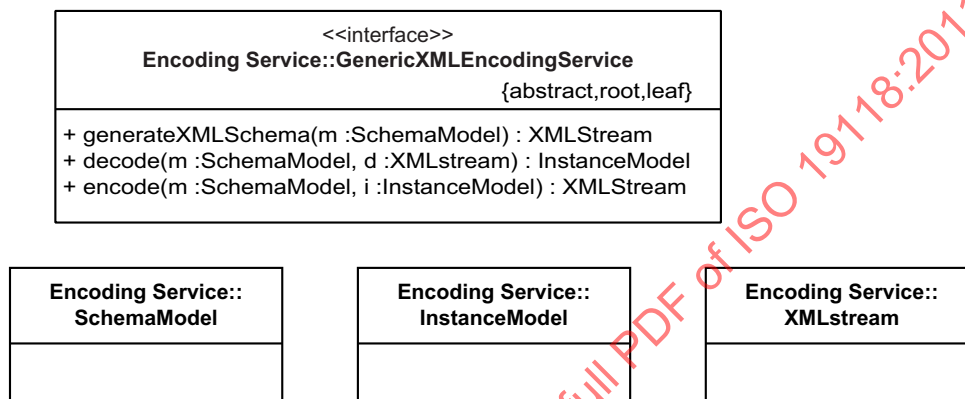 <<interface>>
Encoding Service::GenericXMLEncodingService
{abstract,root,leaf}
+ generateXMLSchema(m :SchemaModel) : XMLStream
+ decode(m :SchemaModel, d :XMLstream) : InstanceModel
+ encode(m :SchemaModel, i :InstanceModel) : XMLStream
Encoding Service::
SchemaModel
Encoding Service::
InstanceModel
Encoding Service::
XMLstream
full PDF of ISO 19118:201